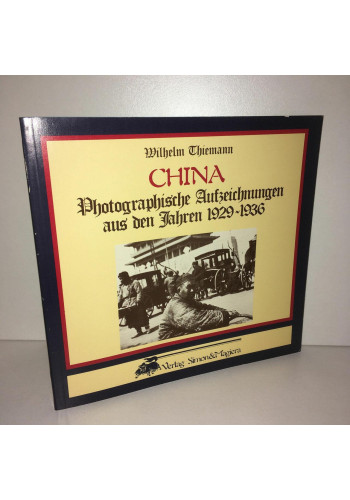 Wilhelm Thiemann
CHINA
Photographische Aufzeichnungen
aus den Jahren 1929-1936
Verlag Simon & Magiera